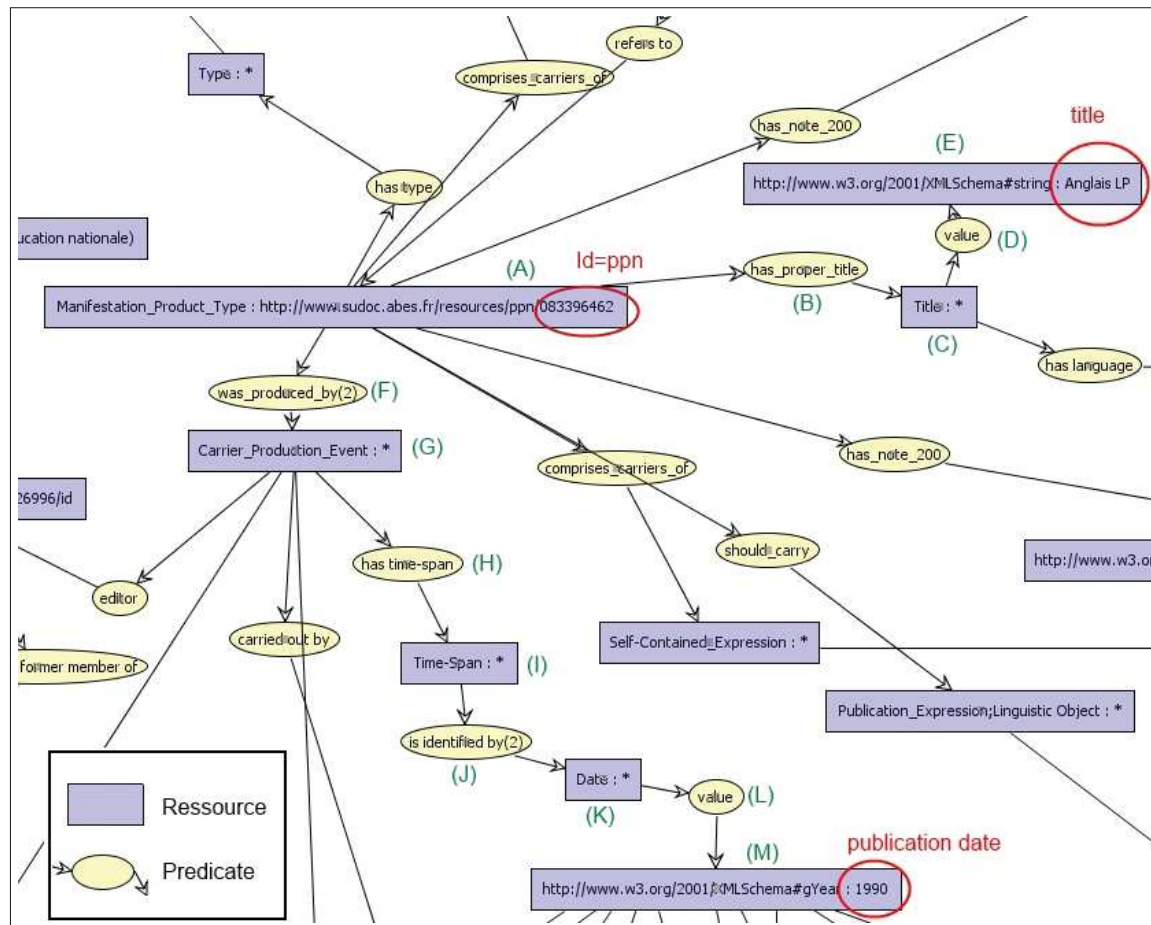 refers to
Type : *
comprises_carriers_of
title
has_note_200
(E)
http://www.w3.org/2001/XMLSchema#string : Anglais LP
has type
value
(D)
ucation nationale)
(A)
Id=ppn
has_proper_title
(B)
Manifestation_Product_Type : http://www.sudoc.abes.fr/resources/ppn/083396462
Title : *
(C)
has language
was_produced_by(2)
(F)
Carrier_Production_Event : *
(G)
comprises_carriers_of
has_note_200
26996/id
should_carry
has time-span
(H)
http://www.w3.o
editor
carried out by
Self-Contained_Expression : *
former member of
Time-Span : *
(I)
Publication_Expression;Linguistic Object : *
is identified by(2)
(J)
Date : *
(K)
value
(L)
Ressource
Predicate
(M)
publication date
http://www.w3.org/2001/XMLSchema#gYear : 1990